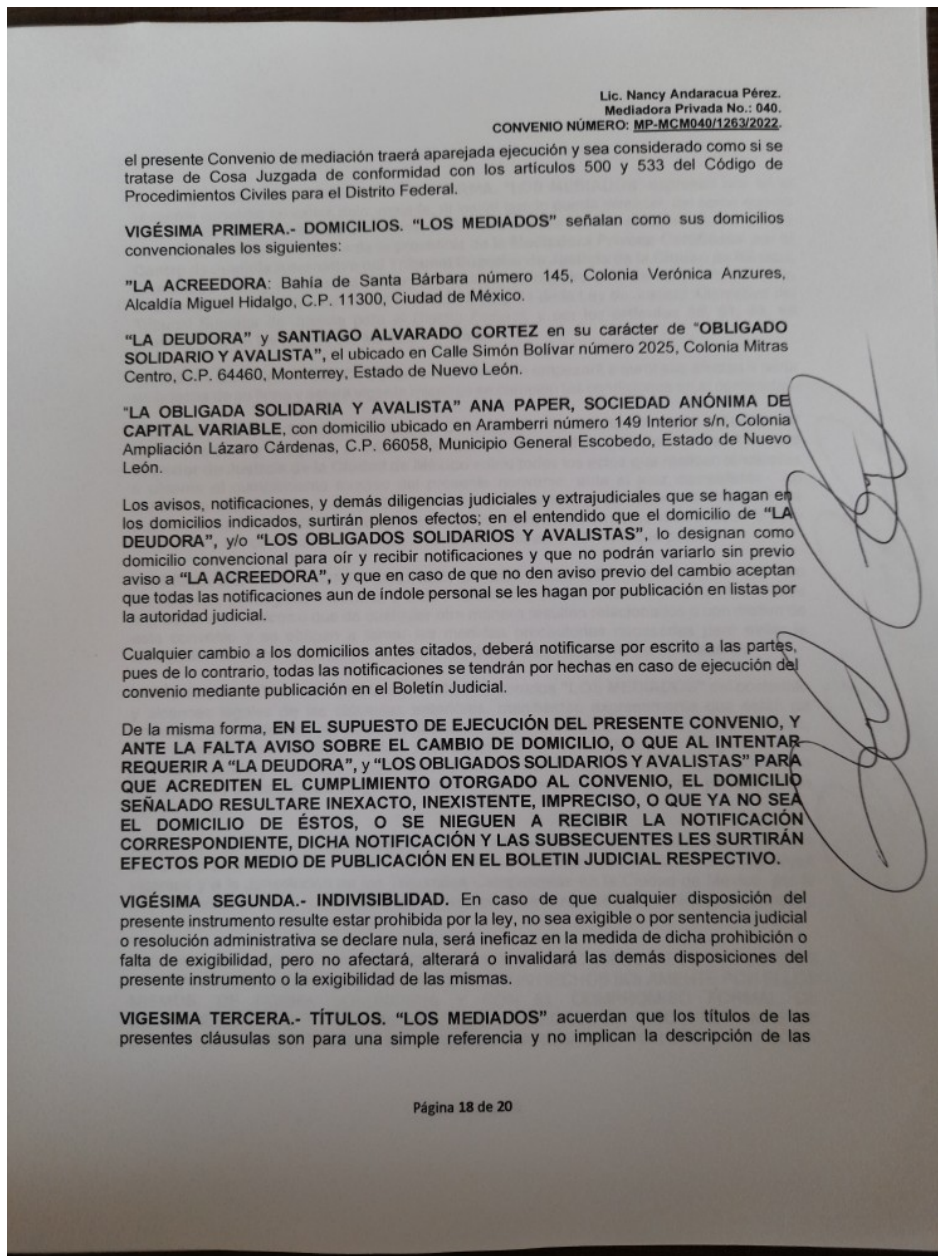 Lic. Nancy Andaracua Pérez.
Mediadora Privada No.: 040.
CONVENIO NÚMERO: MP-MCM040/1263/2022.
el presente Convenio de mediación traerá aparejada ejecución y sea considerado como si se
tratase de Cosa Juzgada de conformidad con los artículos 500 y 533 del Código de
Procedimientos Civiles para el Distrito Federal.
VIGÉSIMA PRIMERA.- DOMICILIOS. “LOS MEDIADOS” señalan como sus domicilios
convencionales los siguientes:
"LA ACREEDORA: Bahía de Santa Bárbara número 145, Colonia Verónica Anzures,
Alcaldía Miguel Hidalgo, C.P. 11300, Ciudad de México.
“LA DEUDORA” y SANTIAGO ALVARADO CORTEZ en su carácter de “OBLIGADO
SOLIDARIO Y AVALISTA”, el ubicado en Calle Simón Bolívar número 2025, Colonia Mitras
Centro, C.P. 64460, Monterrey, Estado de Nuevo León.
“LA OBLIGADA SOLIDARIA Y AVALISTA” ANA PAPER, SOCIEDAD ANÓNIMA DE
CAPITAL VARIABLE, con domicilio ubicado en Aramberri número 149 Interior s/n, Colonia
Ampliación Lázaro Cárdenas, C.P. 66058, Municipio General Escobedo, Estado de Nuevo
León.
Los avisos, notificaciones, y demás diligencias judiciales y extrajudiciales que se hagan en
los domicilios indicados, surtirán plenos efectos; en el entendido que el domicilio de “LA
DEUDORA”, y/o “LOS OBLIGADOS SOLIDARIOS Y AVALISTAS”, lo designan como
domicilio convencional para oír y recibir notificaciones y que no podrán variarlo sin previo
aviso a “LA ACREEDORA”, y que en caso de que no den aviso previo del cambio aceptan
que todas las notificaciones aun de índole personal se les hagan por publicación en listas por
la autoridad judicial.
Cualquier cambio a los domicilios antes citados, deberá notificarse por escrito a las partes,
pues de lo contrario, todas las notificaciones se tendrán por hechas en caso de ejecución del
convenio mediante publicación en el Boletín Judicial.
De la misma forma, EN EL SUPUESTO DE EJECUCIÓN DEL PRESENTE CONVENIO, Y
ANTE LA FALTA AVISO SOBRE EL CAMBIO DE DOMICILIO, O QUE AL INTENTAR
REQUERIR A “LA DEUDORA”, y “LOS OBLIGADOS SOLIDARIOS Y AVALISTAS” PARA
QUE ACREDITEN EL CUMPLIMIENTO OTORGADO AL CONVENIO, EL DOMICILIO
SEÑALADO RESULTARE INEXACTO, INEXISTENTE, IMPRECISO, O QUE YA NO SEA
EL DOMICILIO DE ÉSTOS, O SE NIEGUEN A RECIBIR LA NOTIFICACIÓN
CORRESPONDIENTE, DICHA NOTIFICACIÓN Y LAS SUBSECUENTES LES SURTIRÁN
EFECTOS POR MEDIO DE PUBLICACIÓN EN EL BOLETIN JUDICIAL RESPECTIVO.
VIGÉSIMA SEGUNDA.- INDIVISIBLIDAD. En caso de que cualquier disposición del
presente instrumento resulte estar prohibida por la ley, no sea exigible o por sentencia judicial
o resolución administrativa se declare nula, será ineficaz en la medida de dicha prohibición o
falta de exigibilidad, pero no afectará, alterará o invalidará las demás disposiciones del
presente instrumento o la exigibilidad de las mismas.
VIGESIMA TERCERA.- TÍTULOS. “LOS MEDIADOS” acuerdan que los títulos de las
presentes cláusulas son para una simple referencia y no implican la descripción de las
Página 18 de 20